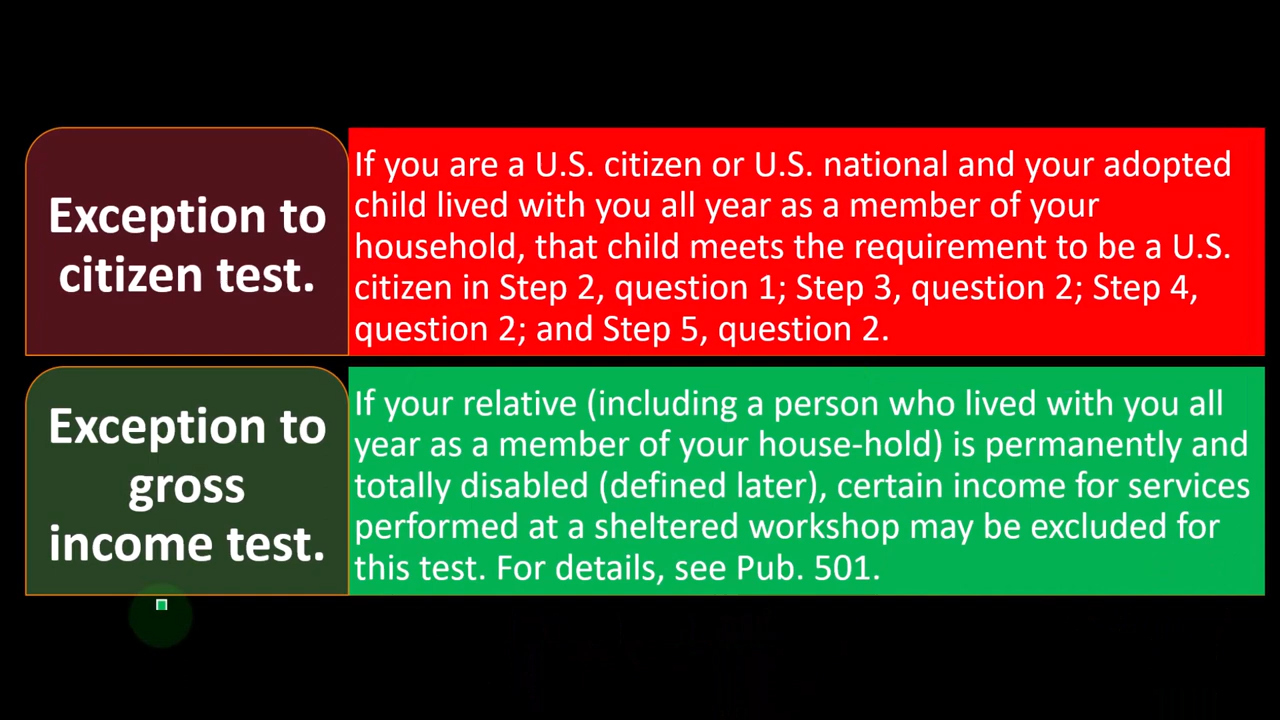 Exception to
citizen test.
If you are a U.S. citizen or U.S. national and your adopted
child lived with you all year as a member of your
household, that child meets the requirement to be a U.S.
citizen in Step 2, question 1; Step 3, question 2; Step 4,
question 2; and Step 5, question 2.
Exception to
gross
income test.
If your relative (including a person who lived with you all
year as a member of your house-hold) is permanently and
totally disabled (defined later), certain income for services
performed at a sheltered workshop may be excluded for
this test. For details, see Pub. 501.